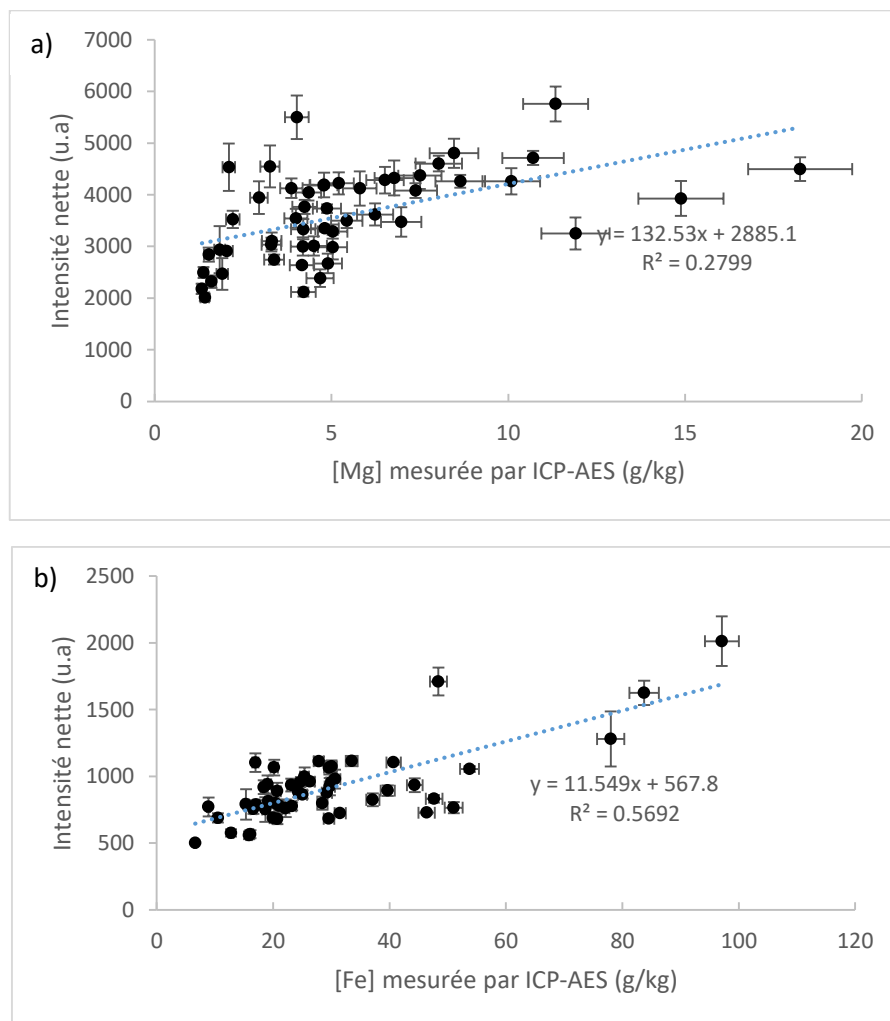 a)
7000
6000
5000
4000
3000
2000
1000
0
Intensité nette (u.a)
y = 132.53x + 2885.1
R² = 0.2799
0 5 10 15 20
[Mg] mesurée par ICP-AES (g/kg)
b)
2500
2000
1500
1000
500
0
Intensité nette (u.a)
y = 11.549x + 567.8
R² = 0.5692
0 20 40 60 80 100 120
[Fe] mesurée par ICP-AES (g/kg)